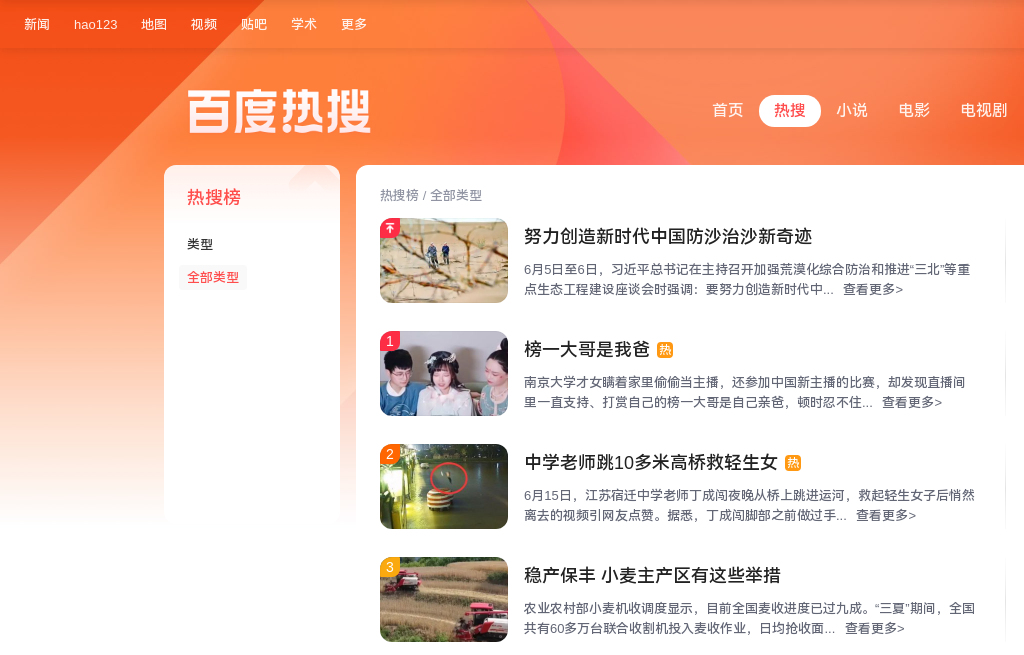 新闻 hao123 地图 视频 贴吧 学术 更多
百度热搜
首页 热搜 小说 电影 电视剧
热搜榜
类型
全部类型
热搜榜 / 全部类型
努力创造新时代中国防沙治沙新奇迹
6月5日至6日，习近平总书记在主持召开加强荒漠化综合防治和推进“三北”等重
点生态工程建设座谈会时强调：要努力创造新时代中... 查看更多>
1
榜一大哥是我爸 热
南京大学才女瞒着家里偷偷当主播，还参加中国新主播的比赛，却发现直播间
里一直支持、打赏自己的榜一大哥是自己亲爸，顿时忍不住... 查看更多>
2
中学老师跳10多米高桥救轻生女 热
6月15日，江苏宿迁中学老师丁成闯夜晚从桥上跳进运河，救起轻生女子后悄然
离去的视频引网友点赞。据悉，丁成闯脚部之前做过手... 查看更多>
3
稳产保丰 小麦主产区有这些举措
农业农村部小麦机收调度显示，目前全国麦收进度已过九成。“三夏”期间，全国
共有60多万台联合收割机投入麦收作业，日均抢收面... 查看更多>